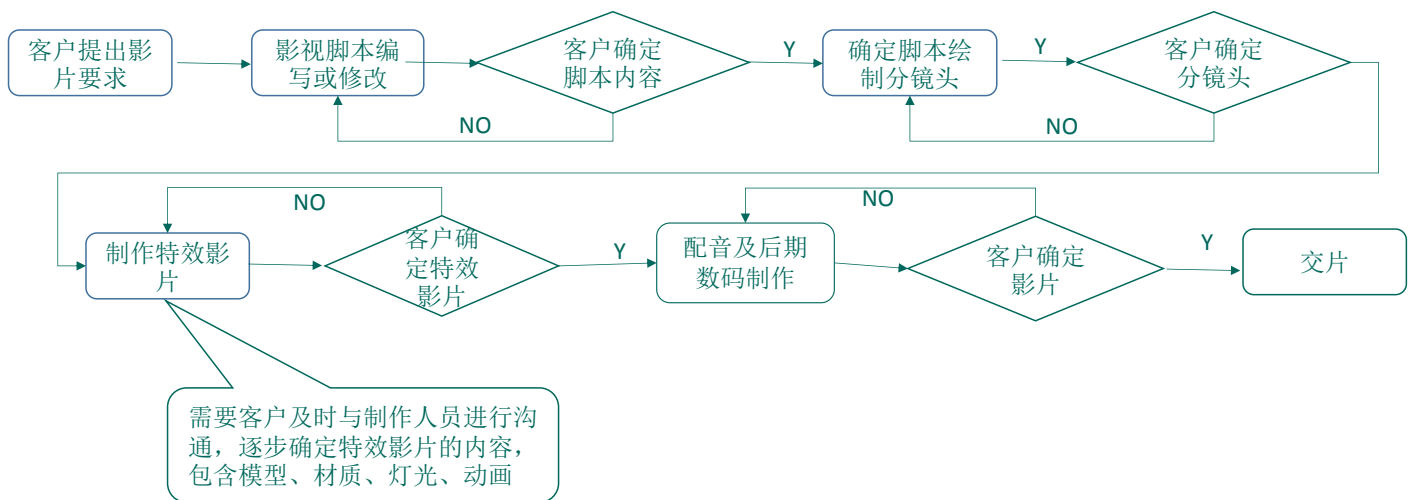 客户提出影
片要求
影视脚本编
写或修改
客户确定
脚本内容
Y
确定脚本绘
制分镜头
Y
客户确定
分镜头
NO
NO
制作特效影
片
NO
客户确
定特效
影片
Y
配音及后期
数码制作
NO
客户确定
影片
Y
交片
需要客户及时与制作人员进行沟
通，逐步确定特效影片的内容，
包含模型、材质、灯光、动画